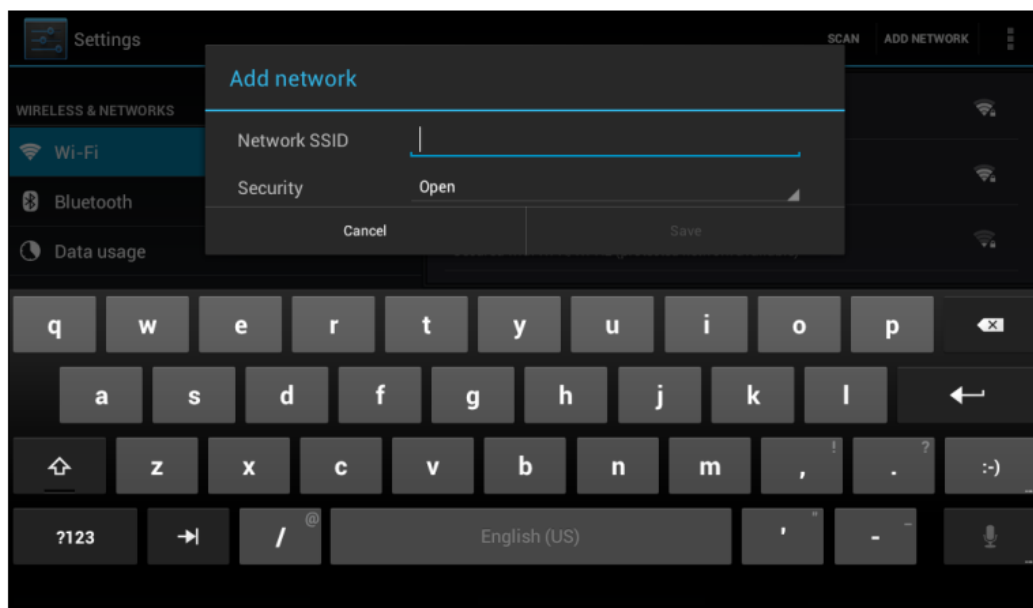 Settings
SCAN ADD NETWORK
Add network
WIRELESS & NETWORKS
Network SSID
Wi-Fi
Security Open
Bluetooth
Cancel Save
Data usage
q w e r t y u i o p
a s d f g h j k l
z x c v b n m , ! . ? :-)
?123 / @ English (US) ' " - _